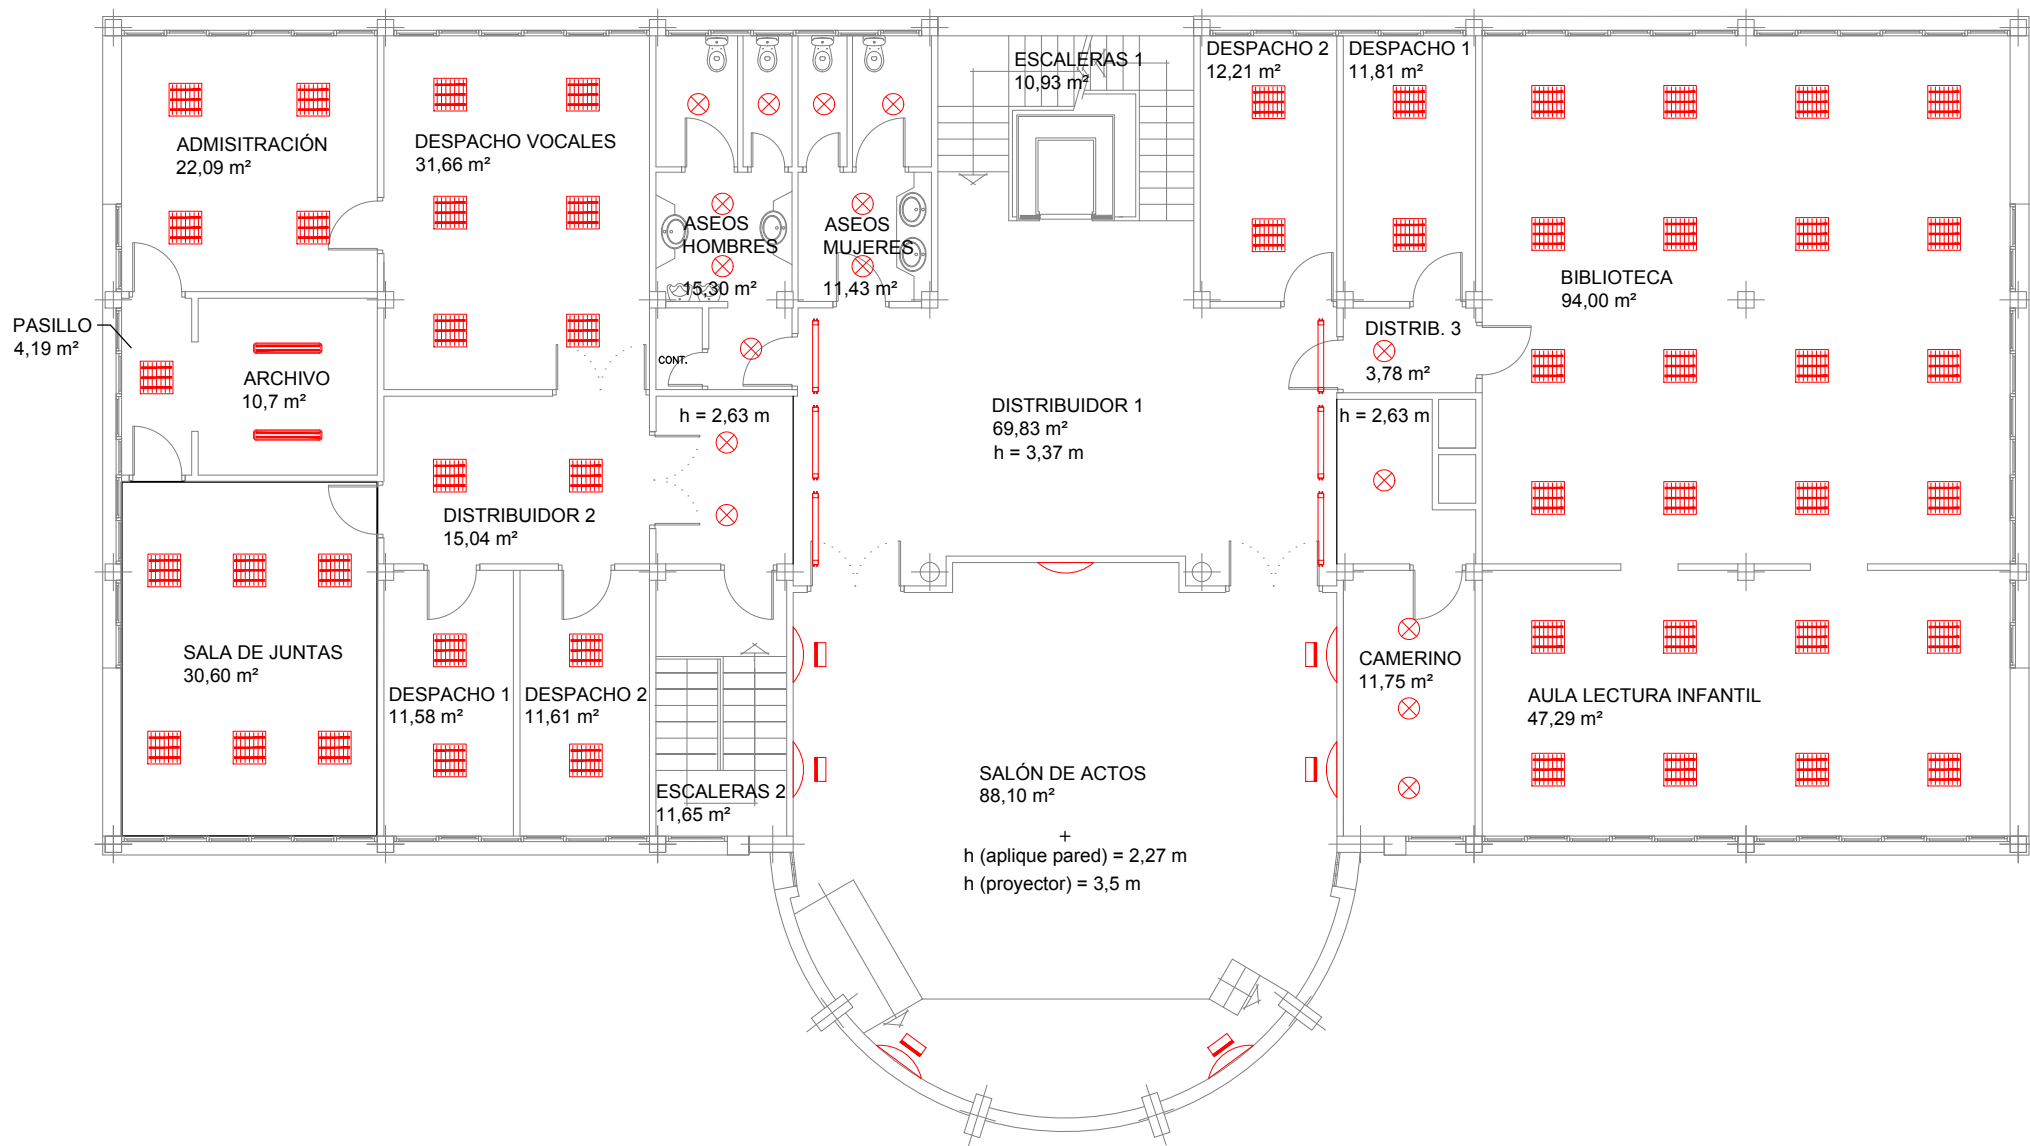 ESCALERAS 1
10,93 m²
DESPACHO 2
12,21 m²
DESPACHO 1
11,81 m²
ADMISITRACIÓN
22,09 m²
DESPACHO VOCALES
31,66 m²
ASEOS
HOMBRES
15,30 m²
ASEOS
MUJERES
11,43 m²
BIBLIOTECA
94,00 m²
PASILLO
4,19 m²
ARCHIVO
10,7 m²
CONT.
DISTRIB. 3
3,78 m²
h = 2,63 m
DISTRIBUIDOR 1
69,83 m²
h = 3,37 m
h = 2,63 m
DISTRIBUIDOR 2
15,04 m²
SALA DE JUNTAS
30,60 m²
DESPACHO 1
11,58 m²
DESPACHO 2
11,61 m²
CAMERINO
11,75 m²
AULA LECTURA INFANTIL
47,29 m²
ESCALERAS 2
11,65 m²
SALÓN DE ACTOS
88,10 m²
+
h (aplique pared) = 2,27 m
h (proyector) = 3,5 m